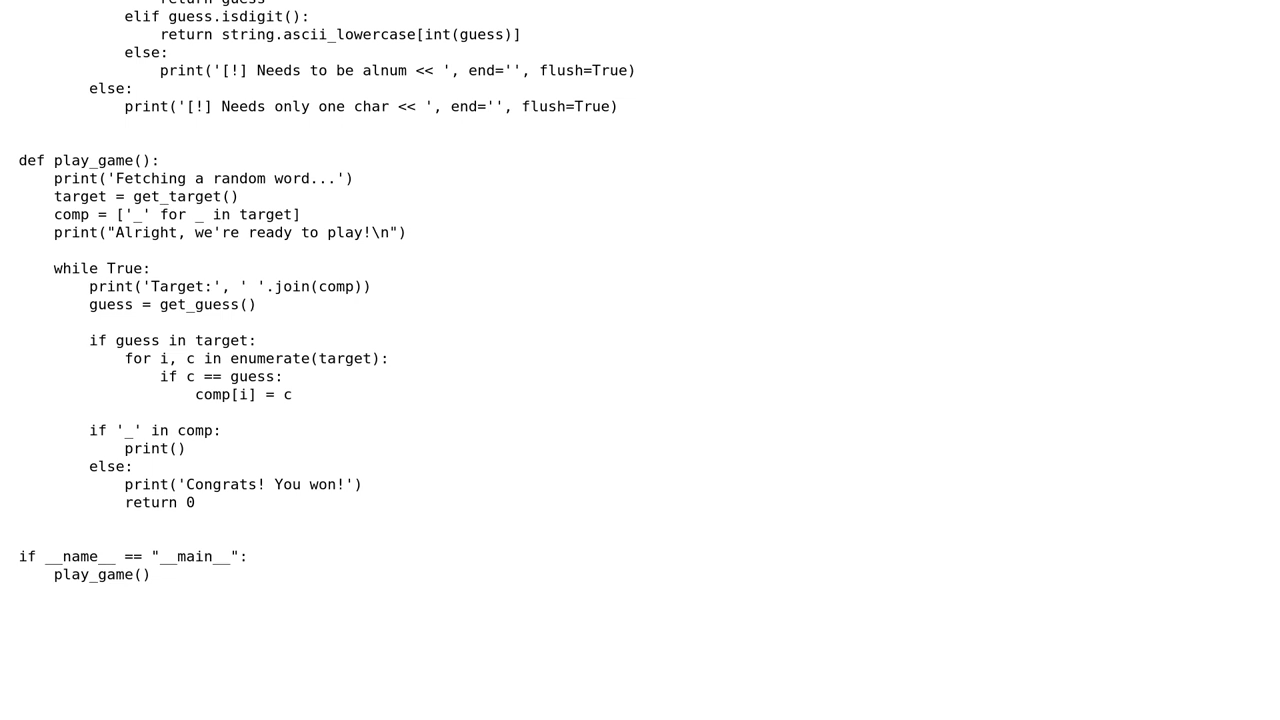 return guess
            elif guess.isdigit():
                return string.ascii_lowercase[int(guess)]
            else:
                print('[!] Needs to be alnum << ', end='', flush=True)
        else:
            print('[!] Needs only one char << ', end='', flush=True)


def play_game():
    print('Fetching a random word...')
    target = get_target()
    comp = ['_' for _ in target]
    print("Alright, we're ready to play!\n")

    while True:
        print('Target:', ' '.join(comp))
        guess = get_guess()

        if guess in target:
            for i, c in enumerate(target):
                if c == guess:
                    comp[i] = c

        if '_' in comp:
            print()
        else:
            print('Congrats! You won!')
            return 0


if __name__ == "__main__":
    play_game()